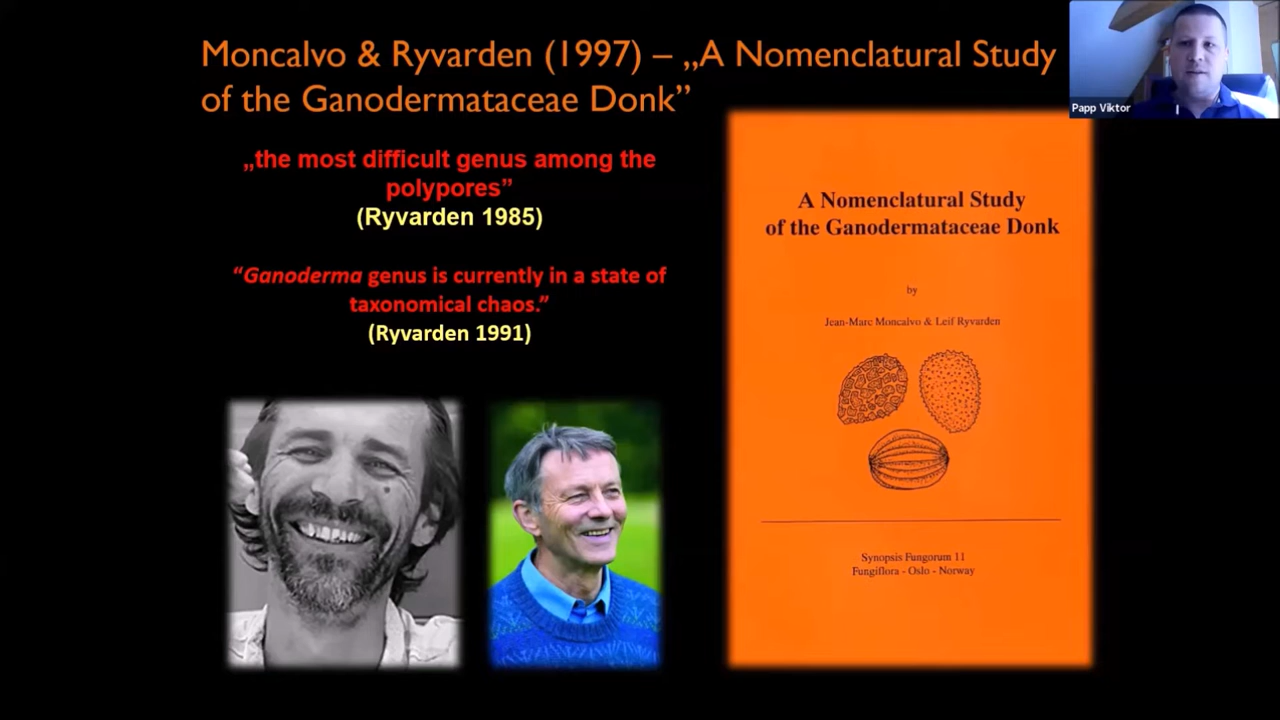 Moncalvo & Ryvarden (1997) – „A Nomenclatural Study
of the Ganodermataceae Donk”
„the most difficult genus among the
polypores”
(Ryvarden 1985)
“Ganoderma genus is currently in a state of
taxonomical chaos.”
(Ryvarden 1991)
A Nomenclatural Study
of the Ganodermataceae Donk
by
Jean-Marc Moncalvo & Leif Ryvarden
Synopsis Fungorum 11
Fungiflora - Oslo - Norway
Papp Viktor